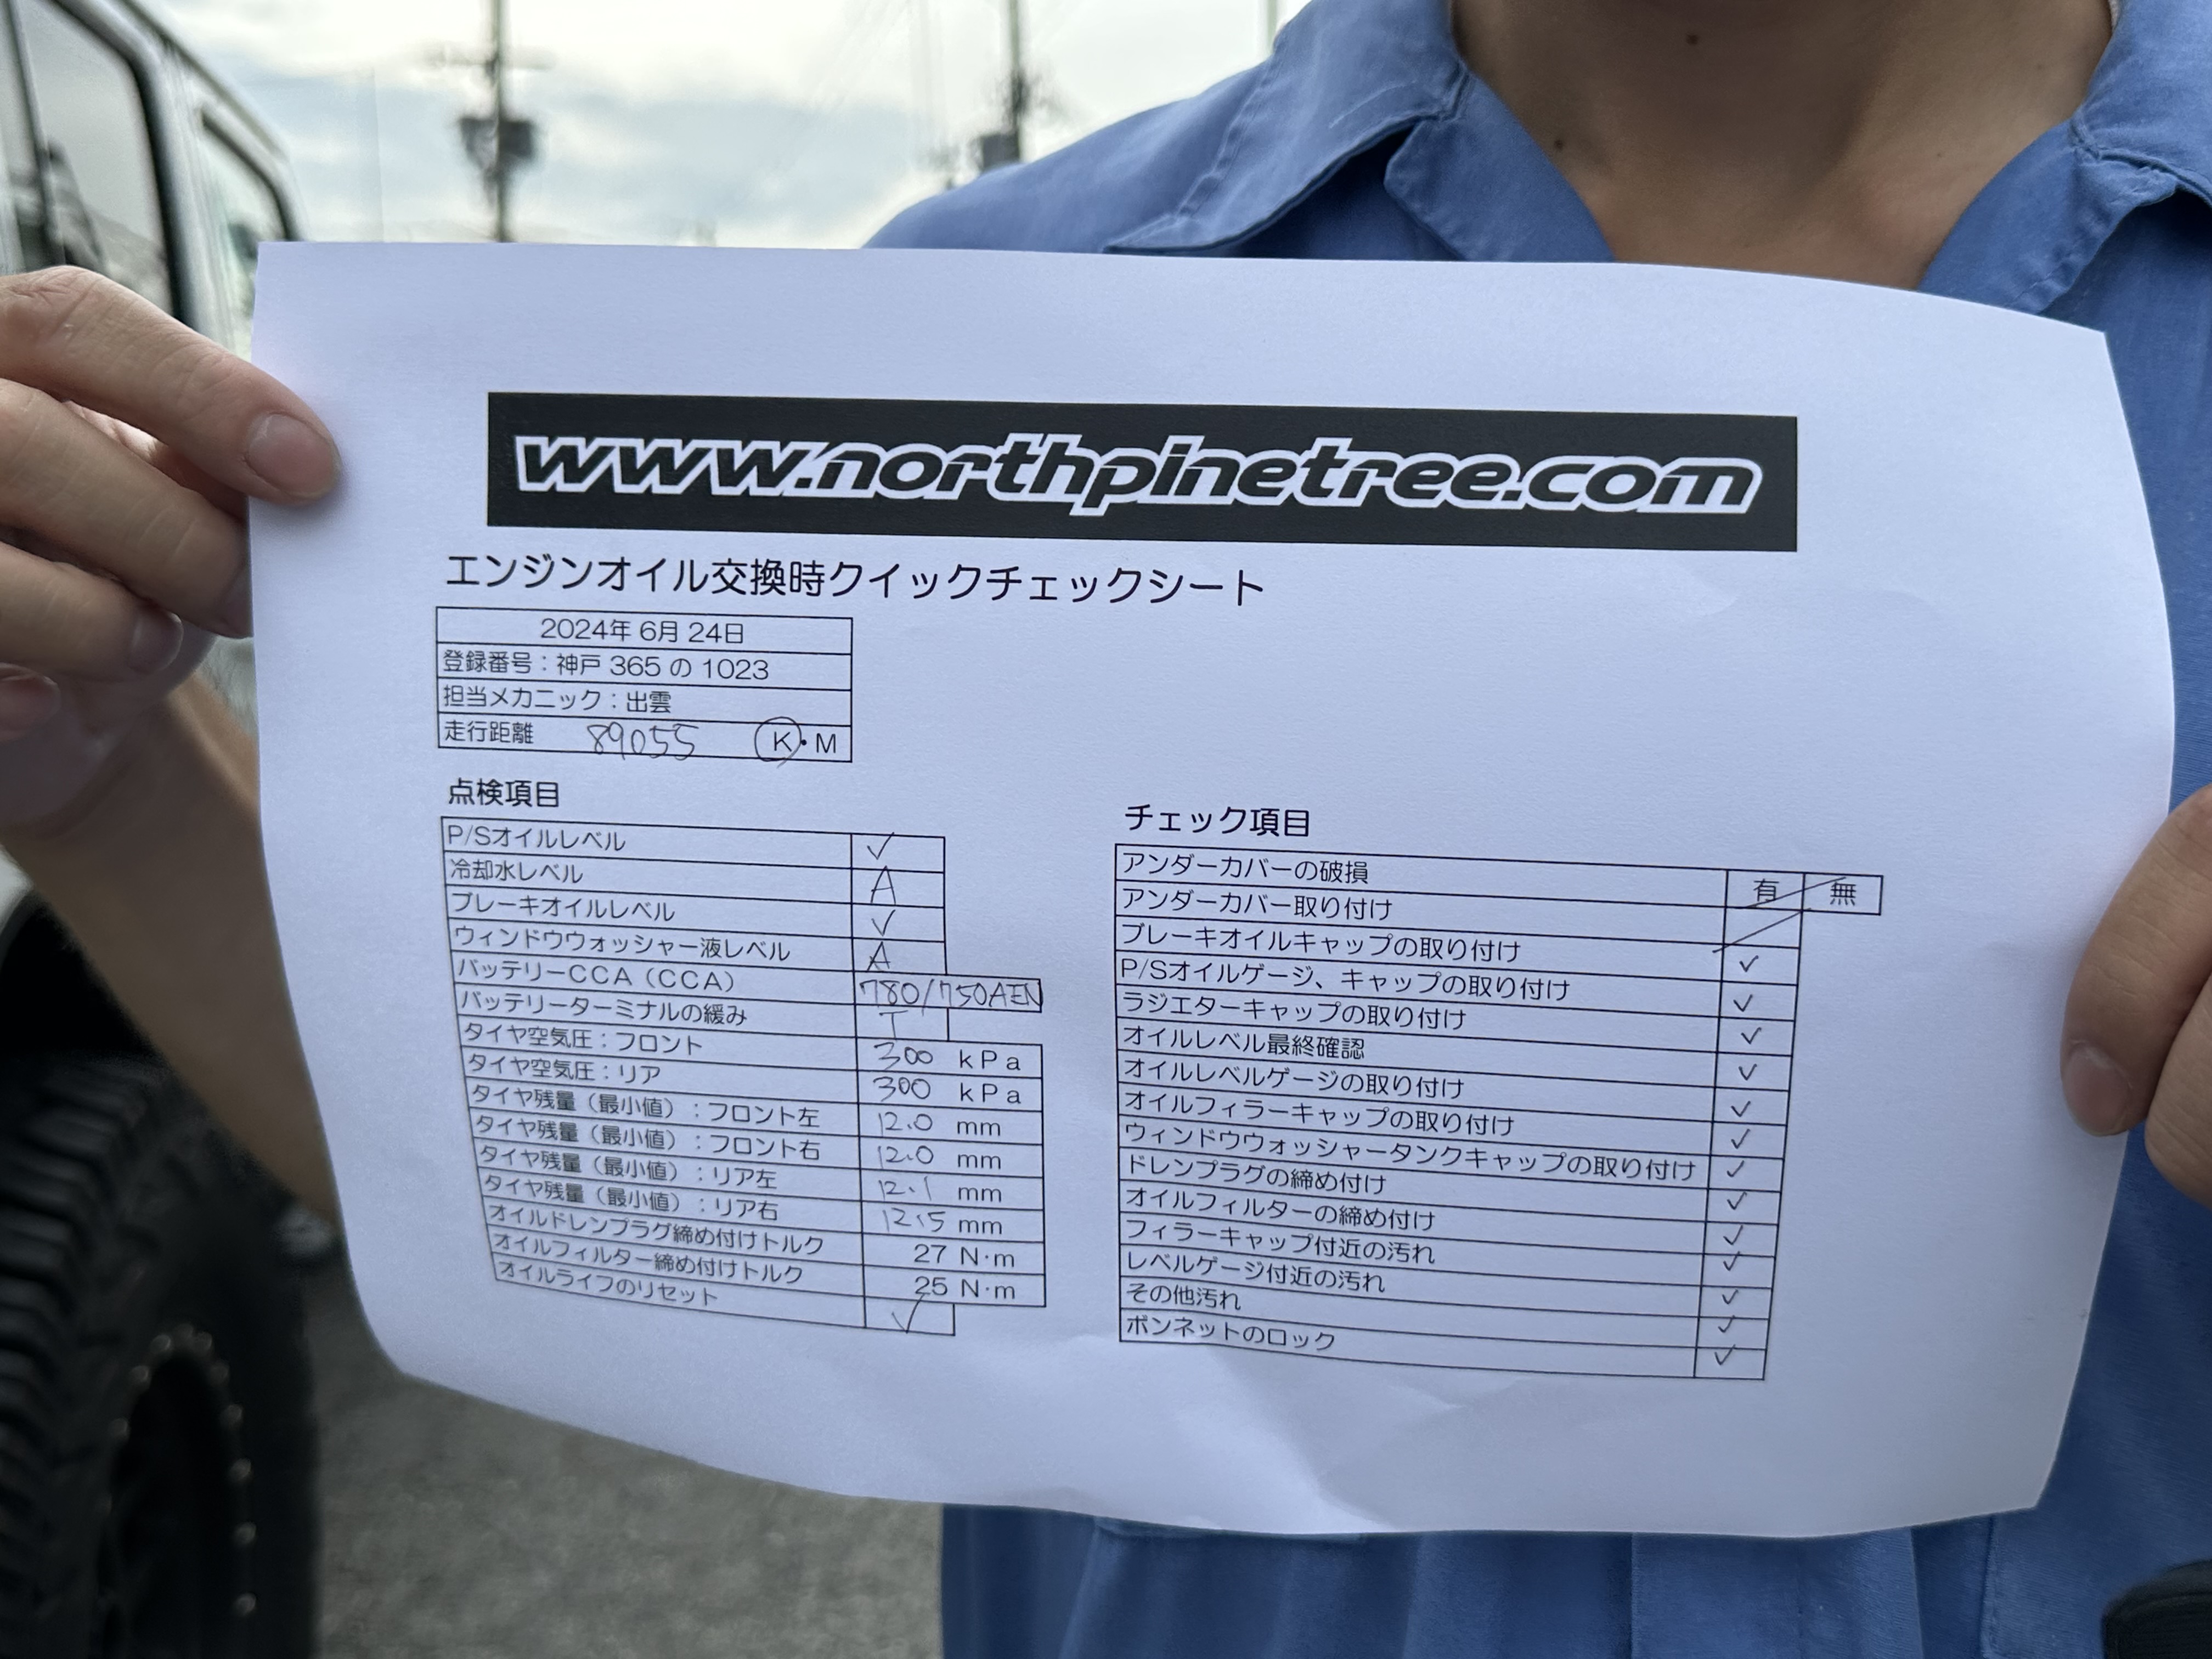 www.northpinetree.com
エンジンオイル交換時クイックチェックシート
2024年 6月 24日
登録番号：神戸 365 の 1023
担当メカニック：出雲
走行距離 89055 K・M
点検項目
P/Sオイルレベル ✓
冷却水レベル A
ブレーキオイルレベル ✓
ウィンドウウォッシャー液レベル A
バッテリーCCA（CCA） 780/750AEN
バッテリーターミナルの緩み T
タイヤ空気圧：フロント 300 kPa
タイヤ空気圧：リア 300 kPa
タイヤ残量（最小値）：フロント左 12.0 mm
タイヤ残量（最小値）：フロント右 12.0 mm
タイヤ残量（最小値）：リア左 12.1 mm
タイヤ残量（最小値）：リア右 12.5 mm
オイルドレンプラグ締め付けトルク 27 N·m
オイルフィルター締め付けトルク 25 N·m
オイルライフのリセット ✓
チェック項目
アンダーカバーの破損 有 無
アンダーカバー取り付け
ブレーキオイルキャップの取り付け ✓
P/Sオイルゲージ、キャップの取り付け ✓
ラジエターキャップの取り付け ✓
オイルレベル最終確認 ✓
オイルレベルゲージの取り付け ✓
オイルフィラーキャップの取り付け ✓
ウィンドウウォッシャータンクキャップの取り付け ✓
ドレンプラグの締め付け ✓
オイルフィルターの締め付け ✓
フィラーキャップ付近の汚れ ✓
レベルゲージ付近の汚れ ✓
その他汚れ ✓
ボンネットのロック ✓